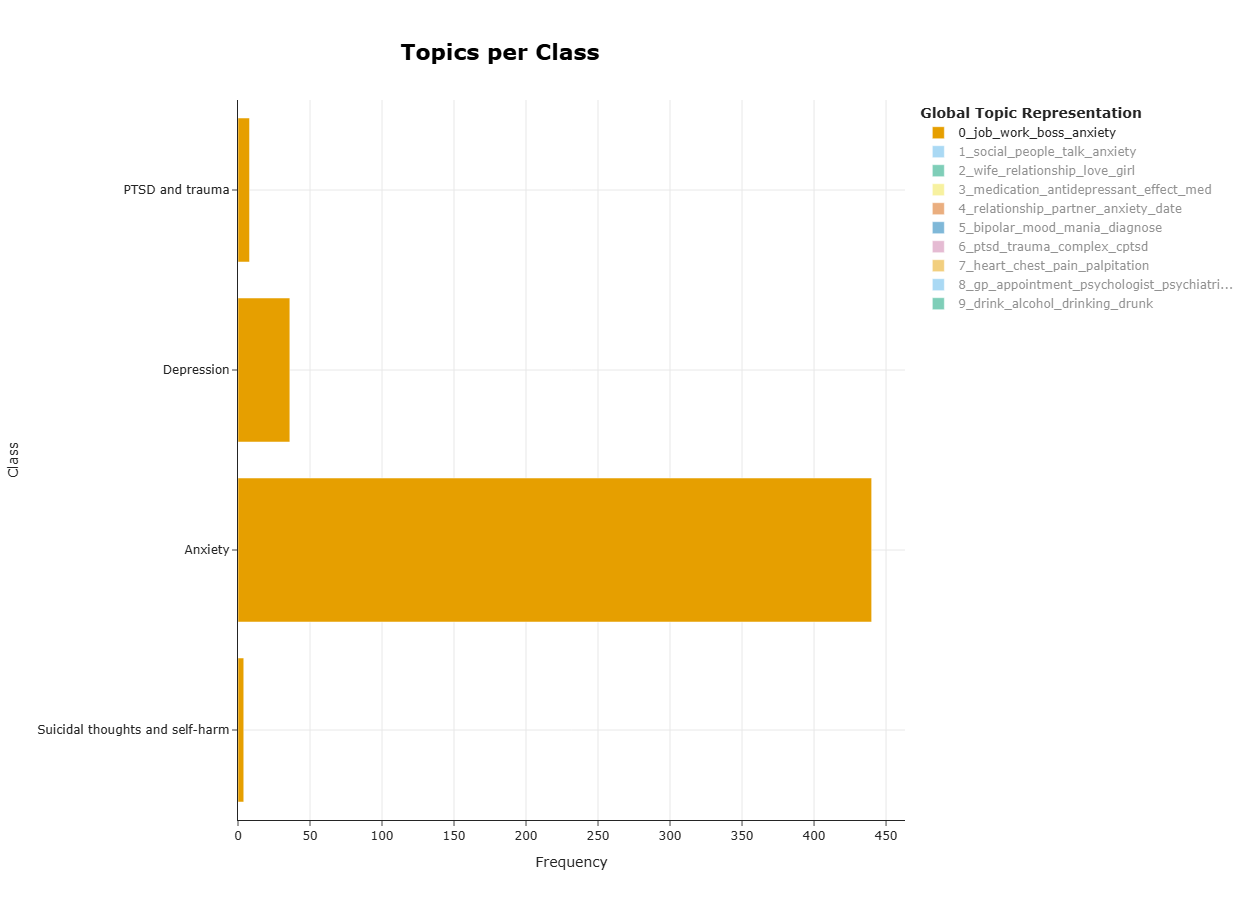 Topics per Class
PTSD and trauma
Depression
Anxiety
Suicidal thoughts and self-harm
Class
0 50 100 150 200 250 300 350 400 450
Frequency
Global Topic Representation
0_job_work_boss_anxiety
1_social_people_talk_anxiety
2_wife_relationship_love_girl
3_medication_antidepressant_effect_med
4_relationship_partner_anxiety_date
5_bipolar_mood_mania_diagnose
6_ptsd_trauma_complex_cptsd
7_heart_chest_pain_palpitation
8_gp_appointment_psychologist_psychiatri...
9_drink_alcohol_drinking_drunk